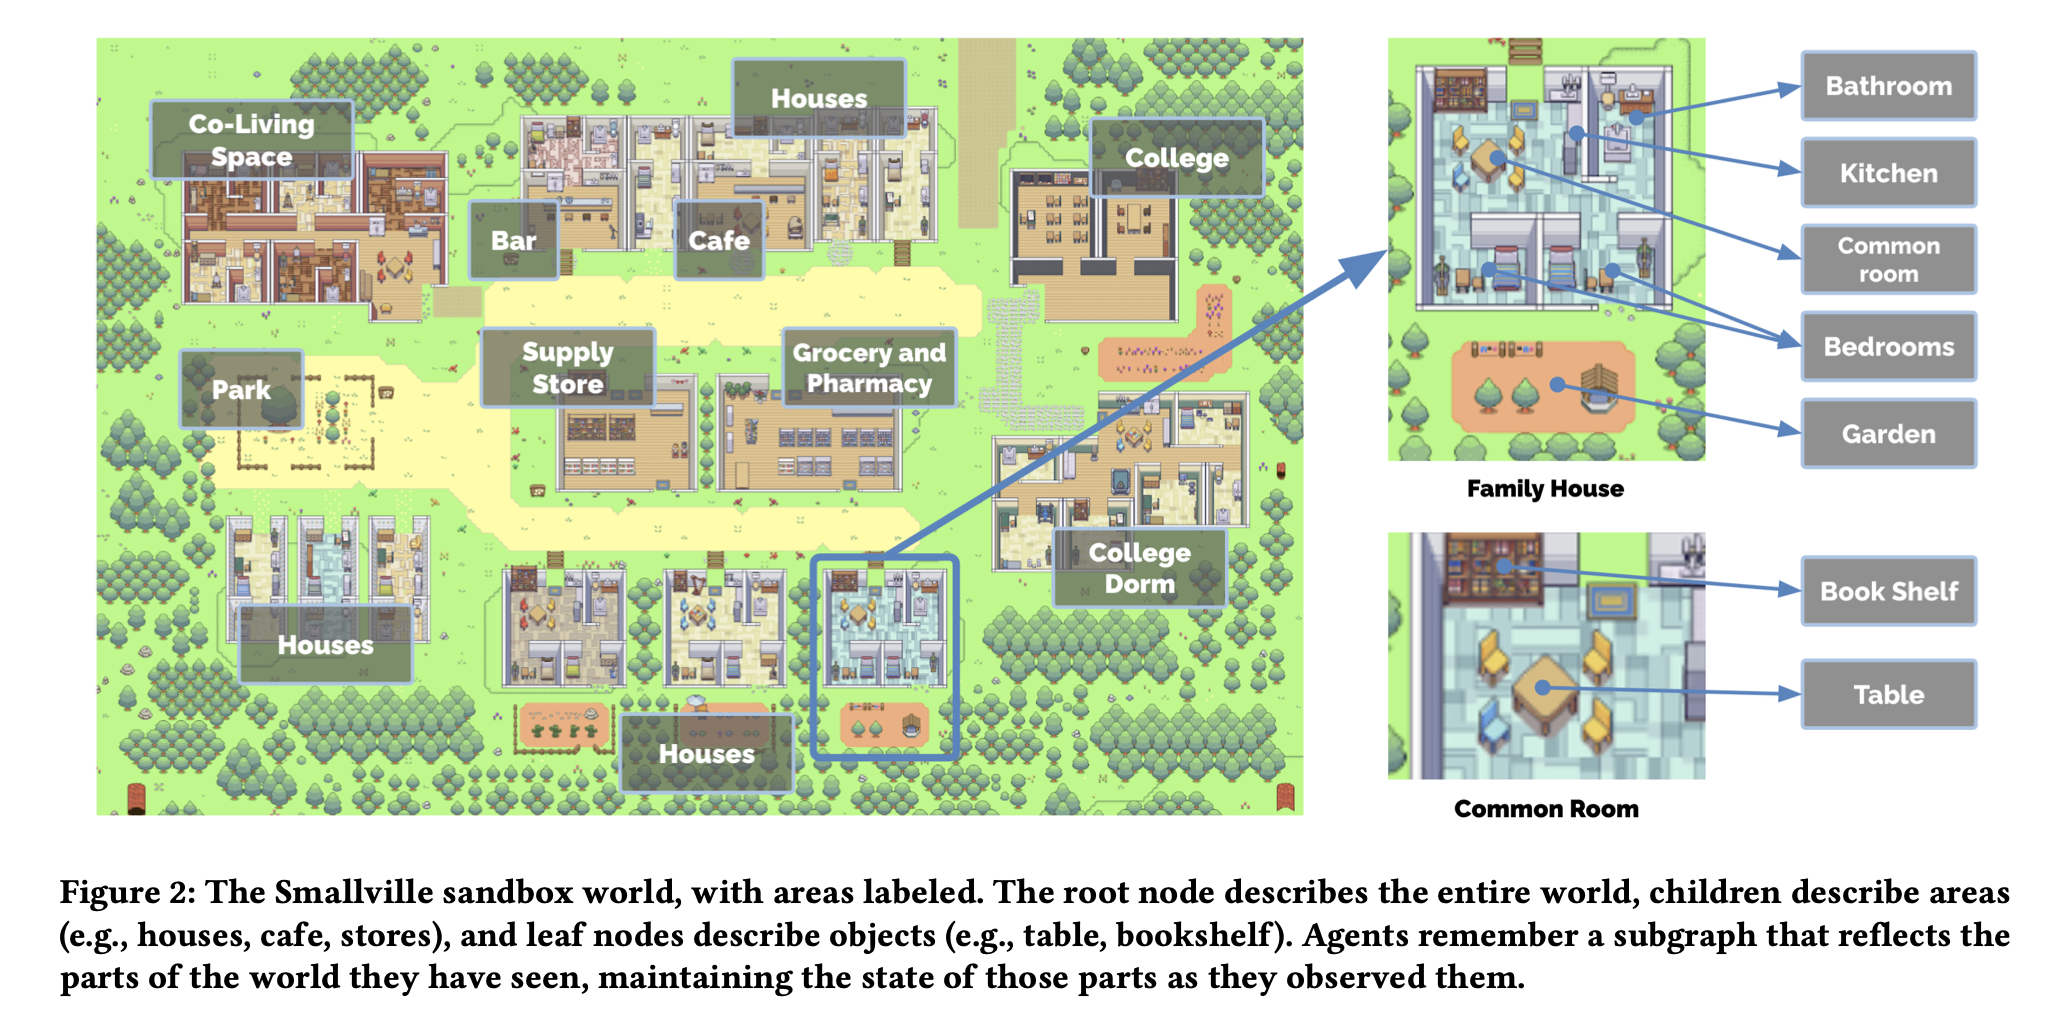 Houses
Co-Living
Space
College
Bar
Cafe
Supply
Store
Grocery and
Pharmacy
Park
College
Dorm
Houses
Houses
Bathroom
Kitchen
Common
room
Bedrooms
Garden
Family House
Book Shelf
Table
Common Room
Figure 2: The Smallville sandbox world, with areas labeled. The root node describes the entire world, children describe areas
(e.g., houses, cafe, stores), and leaf nodes describe objects (e.g., table, bookshelf). Agents remember a subgraph that reflects the
parts of the world they have seen, maintaining the state of those parts as they observed them.